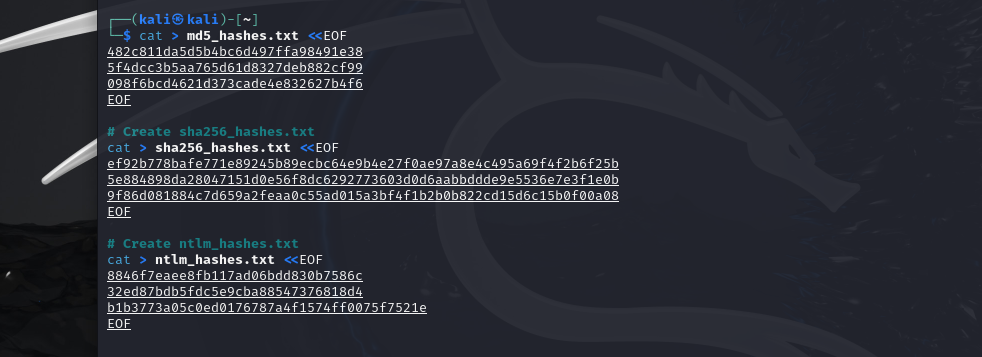 ┌──(kali㉿kali)-[~]
└─$ cat > md5_hashes.txt <<EOF
482c811da5d5b4bc6d497ffa98491e38
5f4dcc3b5aa765d61d8327deb882cf99
098f6bcd4621d373cade4e832627b4f6
EOF
# Create sha256_hashes.txt
cat > sha256_hashes.txt <<EOF
ef92b778bafe771e89245b89ecbc64e9b4e27f0ae97a8e4c495a69f4f2b6f25b
5e884898da28047151d0e56f8dc6292773603d0d6aabbddde9e5536e7e3f1e0b
9f86d081884c7d659a2feaa0c55ad015a3bf4f1b2b0b822cd15d6c15b0f00a08
EOF
# Create ntlm_hashes.txt
cat > ntlm_hashes.txt <<EOF
8846f7eaee8fb117ad06bdd830b7586c
32ed87bdb5fdc5e9cba88547376818d4
b1b3773a05c0ed0176787a4f1574ff0075f7521e
EOF